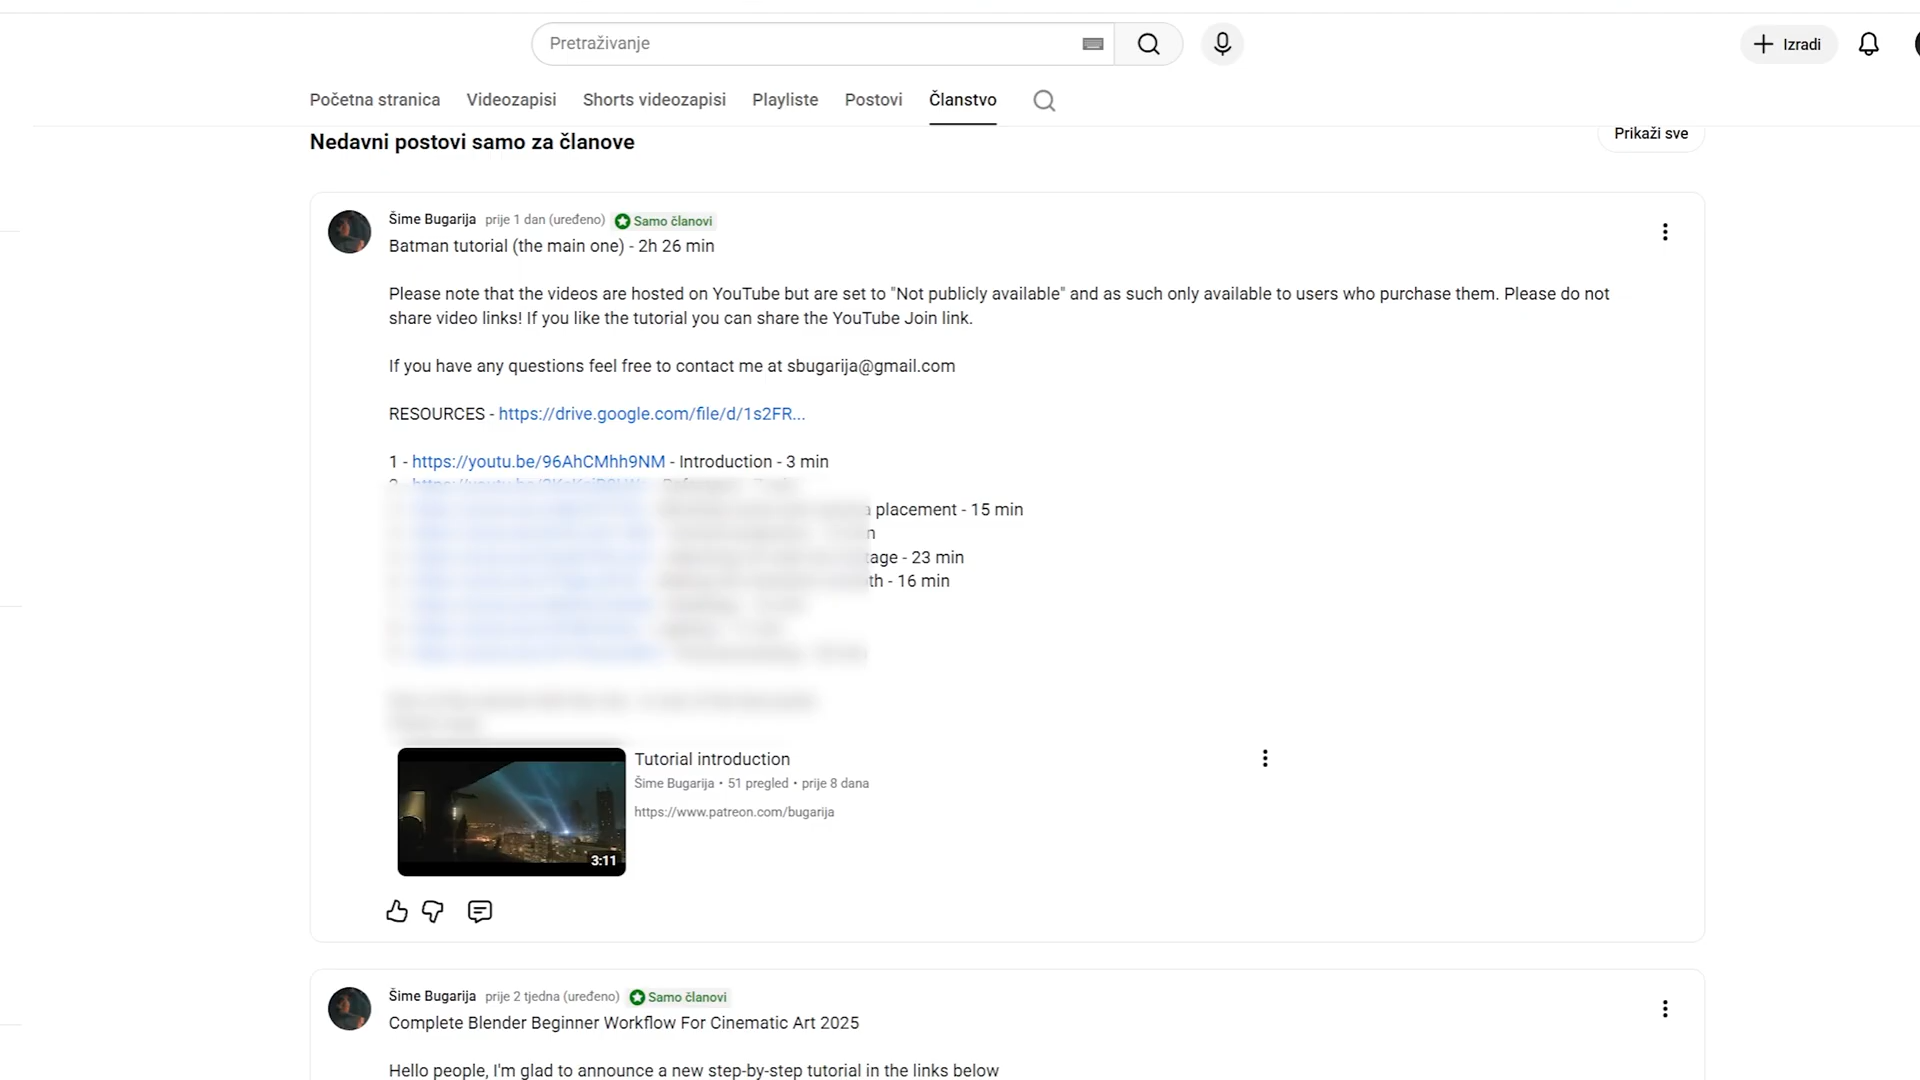 Pretraživanje
Izradi
Početna stranica
Videozapisi
Shorts videozapisi
Playliste
Postovi
Članstvo
Nedavni postovi samo za članove
Prikaži sve
Šime Bugarija prije 1 dan (uređeno) Samo članovi
Batman tutorial (the main one) - 2h 26 min
Please note that the videos are hosted on YouTube but are set to "Not publicly available" and as such only available to users who purchase them. Please do not
share video links! If you like the tutorial you can share the YouTube Join link.
If you have any questions feel free to contact me at sbugarija@gmail.com
RESOURCES - https://drive.google.com/file/d/1s2FR...
1 - https://youtu.be/96AhCMhh9NM - Introduction - 3 min
placement - 15 min
- 23 min
- 16 min
Tutorial introduction
Šime Bugarija • 51 pregled • prije 8 dana
https://www.patreon.com/bugarija
3:11
Šime Bugarija prije 2 tjedna (uređeno) Samo članovi
Complete Blender Beginner Workflow For Cinematic Art 2025
Hello people, I'm glad to announce a new step-by-step tutorial in the links below